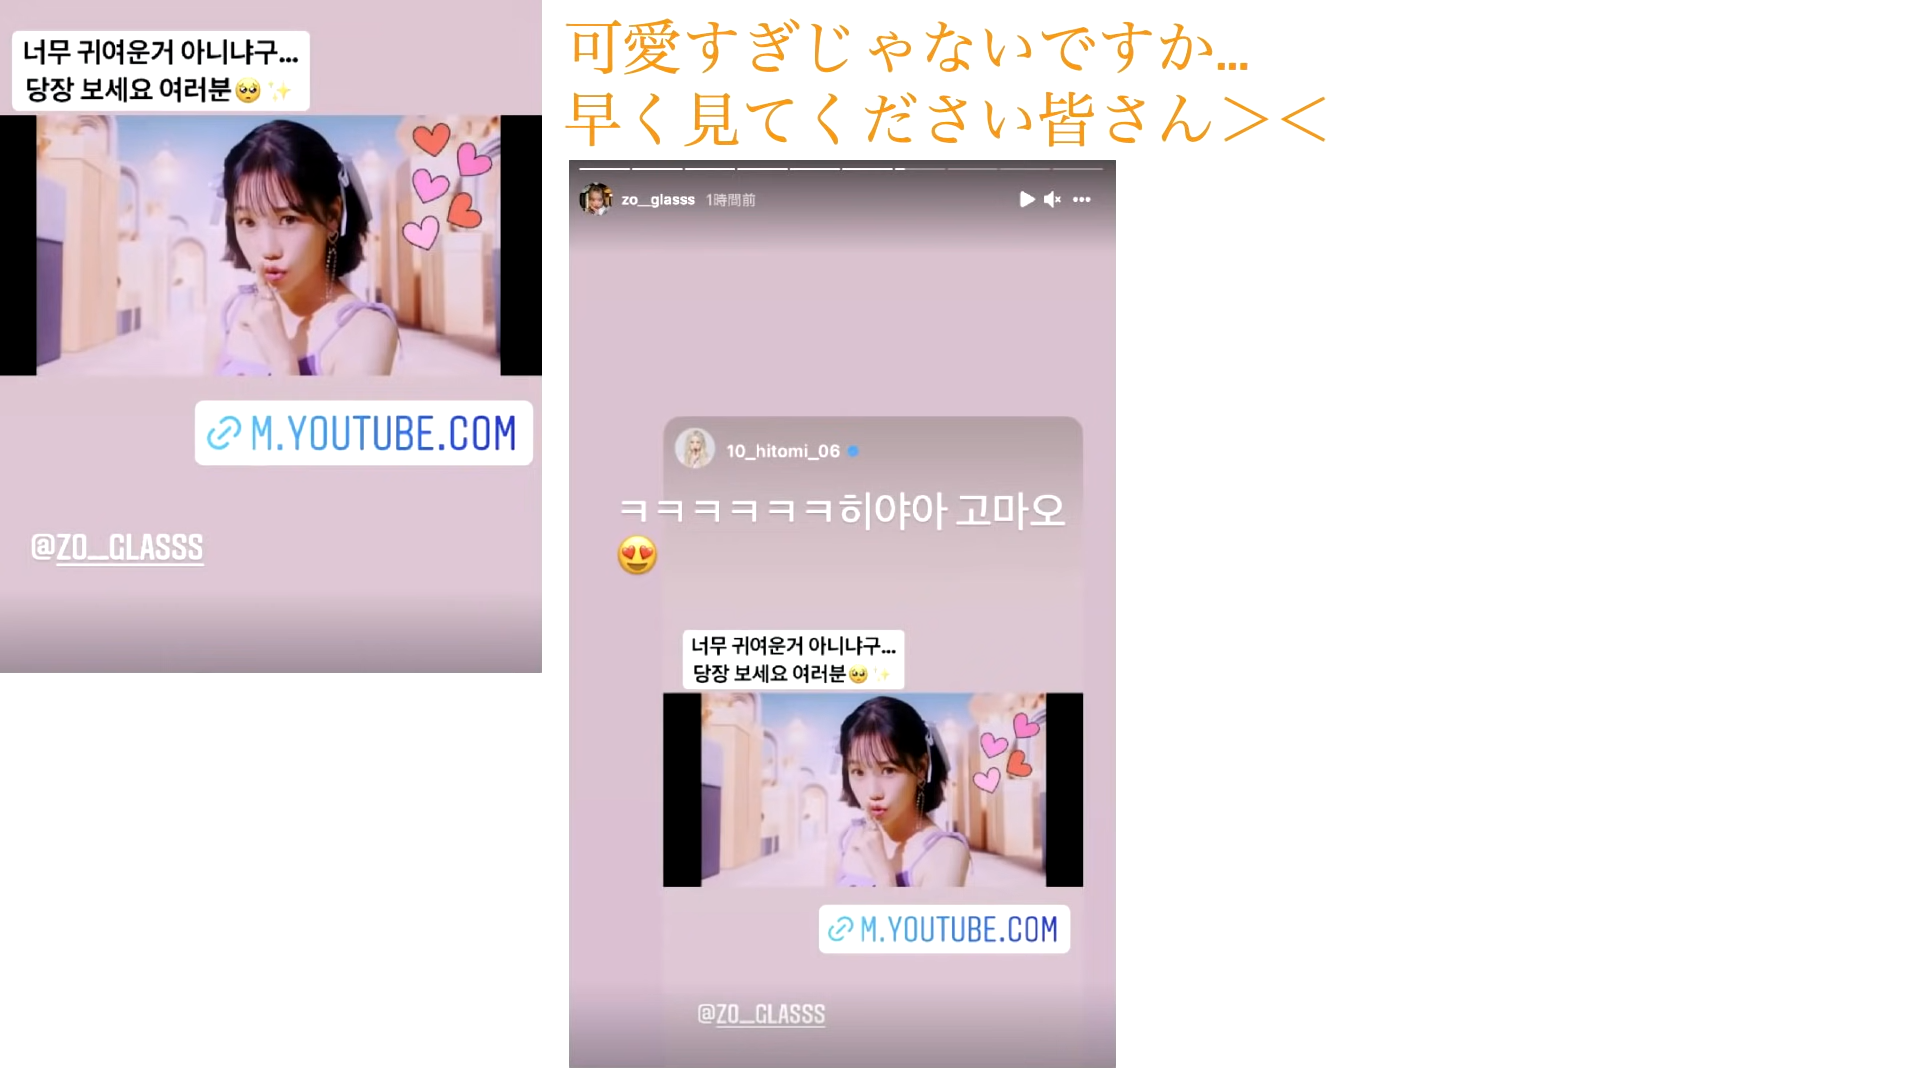 너무 귀여운거 아니냐구...
당장 보세요 여러분🥺✨
M.YOUTUBE.COM
@ZO__GLASSS
可愛すぎじゃないですか...
早く見てください皆さん＞＜
zo__glasss 1時間前
10_hitomi_06
ㅋㅋㅋㅋㅋㅋ히야아 고마오
😍
너무 귀여운거 아니냐구...
당장 보세요 여러분🥺✨
M.YOUTUBE.COM
@ZO__GLASSS